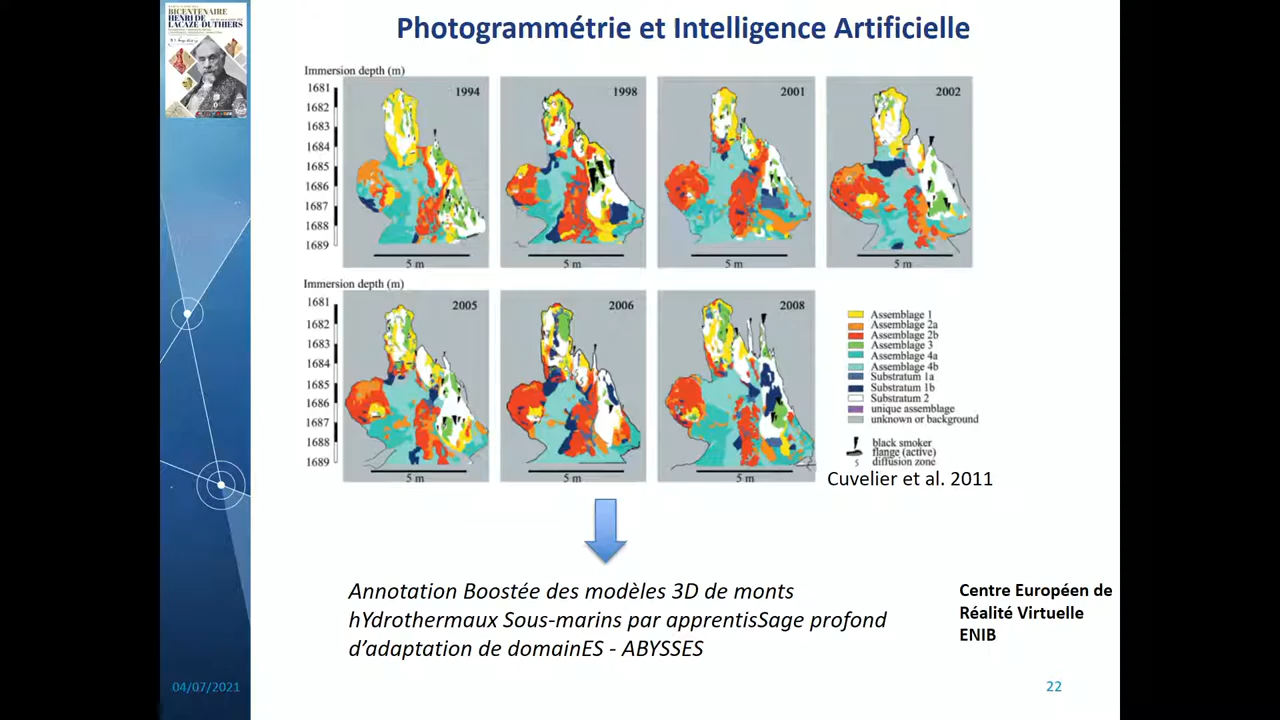 BICENTENAIRE
HENRI DE
LACAZE-DUTHIERS
Photogrammétrie et Intelligence Artificielle
Immersion depth (m)
1681
1682
1683
1684
1685
1686
1687
1688
1689
1994
1998
2001
2002
5 m
5 m
5 m
5 m
Immersion depth (m)
1681
1682
1683
1684
1685
1686
1687
1688
1689
2005
2006
2008
5 m
5 m
5 m
Assemblage 1
Assemblage 2a
Assemblage 2b
Assemblage 3
Assemblage 4a
Assemblage 4b
Substratum 1a
Substratum 1b
Substratum 2
unique assemblage
unknown or background
black smoker
flange (active)
diffusion zone
Cuvelier et al. 2011
Annotation Boostée des modèles 3D de monts
hYdrothermaux Sous-marins par apprentisSage profond
d’adaptation de domainES - ABYSSES
Centre Européen de
Réalité Virtuelle
ENIB
04/07/2021
22